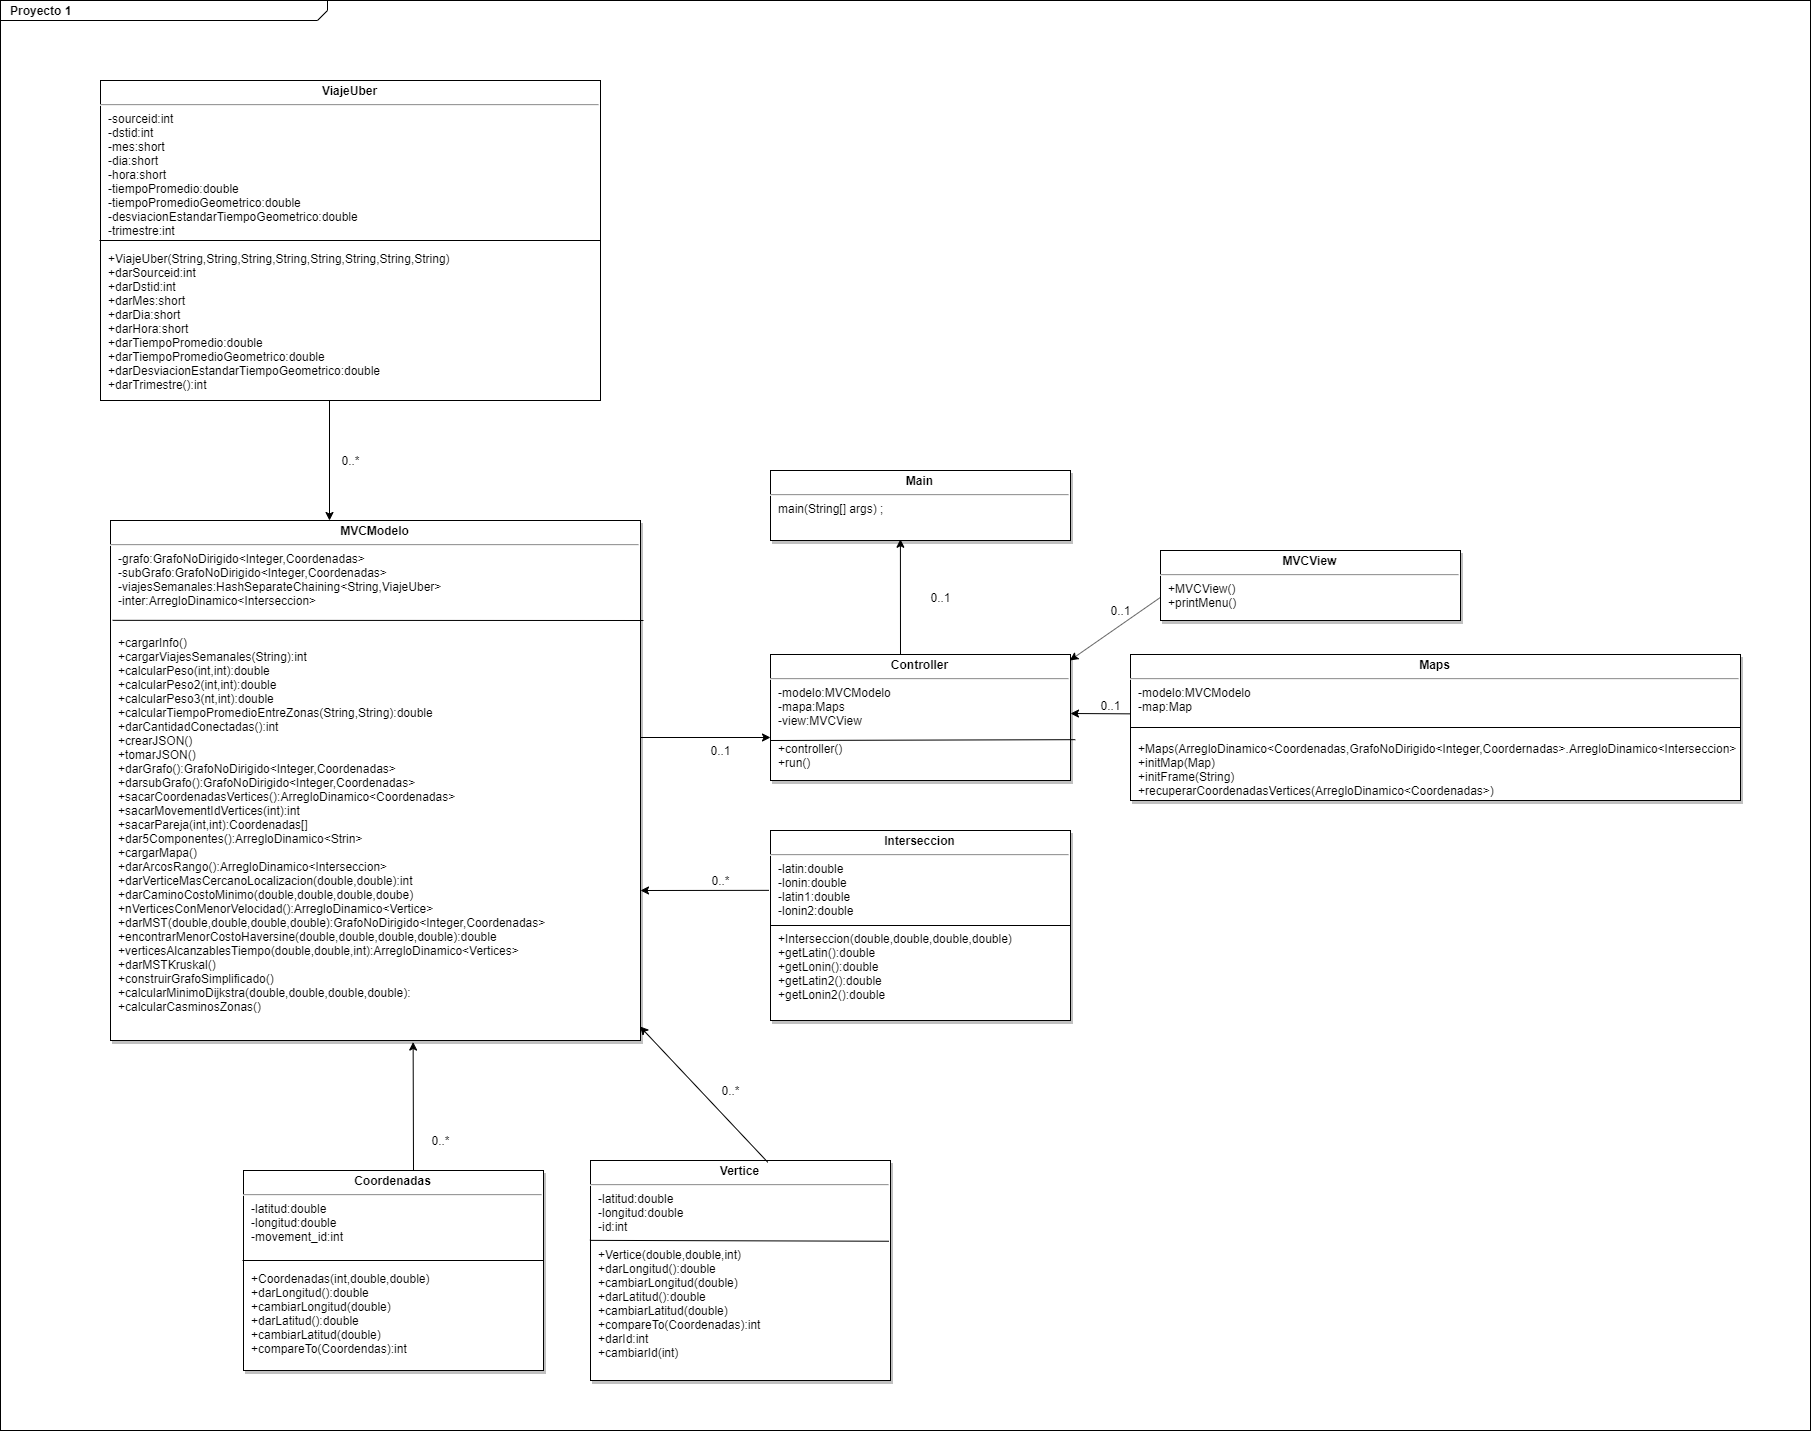 Proyecto 1
ViajeUber
-sourceid:int
-dstid:int
-mes:short
-dia:short
-hora:short
-tiempoPromedio:double
-tiempoPromedioGeometrico:double
-desviacionEstandarTiempoGeometrico:double
-trimestre:int
+ViajeUber(String,String,String,String,String,String,String,String)
+darSourceid:int
+darDstid:int
+darMes:short
+darDia:short
+darHora:short
+darTiempoPromedio:double
+darTiempoPromedioGeometrico:double
+darDesviacionEstandarTiempoGeometrico:double
+darTrimestre():int
0..*
MVCModelo
-grafo:GrafoNoDirigido<Integer,Coordenadas>
-subGrafo:GrafoNoDirigido<Integer,Coordenadas>
-viajesSemanales:HashSeparateChaining<String,ViajeUber>
-inter:ArregloDinamico<Interseccion>
+cargarInfo()
+cargarViajesSemanales(String):int
+calcularPeso(int,int):double
+calcularPeso2(int,int):double
+calcularPeso3(nt,int):double
+calcularTiempoPromedioEntreZonas(String,String):double
+darCantidadConectadas():int
+crearJSON()
+tomarJSON()
+darGrafo():GrafoNoDirigido<Integer,Coordenadas>
+darsubGrafo():GrafoNoDirigido<Integer,Coordenadas>
+sacarCoordenadasVertices():ArregloDinamico<Coordenadas>
+sacarMovementIdVertices(int):int
+sacarPareja(int,int):Coordenadas[]
+dar5Componentes():ArregloDinamico<Strin>
+cargarMapa()
+darArcosRango():ArregloDinamico<Interseccion>
+darVerticeMasCercanoLocalizacion(double,double):int
+darCaminoCostoMinimo(double,double,double,doube)
+nVerticesConMenorVelocidad():ArregloDinamico<Vertice>
+darMST(double,double,double,double):GrafoNoDirigido<Integer,Coordenadas>
+encontrarMenorCostoHaversine(double,double,double,double):double
+verticesAlcanzablesTiempo(double,double,int):ArregloDinamico<Vertices>
+darMSTKruskal()
+construirGrafoSimplificado()
+calcularMinimoDijkstra(double,double,double,double):
+calcularCasminosZonas()
Main
main(String[] args) ;
0..1
MVCView
+MVCView()
+printMenu()
0..1
Controller
-modelo:MVCModelo
-mapa:Maps
-view:MVCView
+controller()
+run()
0..1
0..1
Maps
-modelo:MVCModelo
-map:Map
+Maps(ArregloDinamico<Coordenadas,GrafoNoDirigido<Integer,Coordernadas>.ArregloDinamico<Interseccion>
+initMap(Map)
+initFrame(String)
+recuperarCoordenadasVertices(ArregloDinamico<Coordenadas>)
Interseccion
-latin:double
-lonin:double
-latin1:double
-lonin2:double
+Interseccion(double,double,double,double)
+getLatin():double
+getLonin():double
+getLatin2():double
+getLonin2():double
0..*
0..*
0..*
Coordenadas
-latitud:double
-longitud:double
-movement_id:int
+Coordenadas(int,double,double)
+darLongitud():double
+cambiarLongitud(double)
+darLatitud():double
+cambiarLatitud(double)
+compareTo(Coordendas):int
Vertice
-latitud:double
-longitud:double
-id:int
+Vertice(double,double,int)
+darLongitud():double
+cambiarLongitud(double)
+darLatitud():double
+cambiarLatitud(double)
+compareTo(Coordenadas):int
+darId:int
+cambiarId(int)